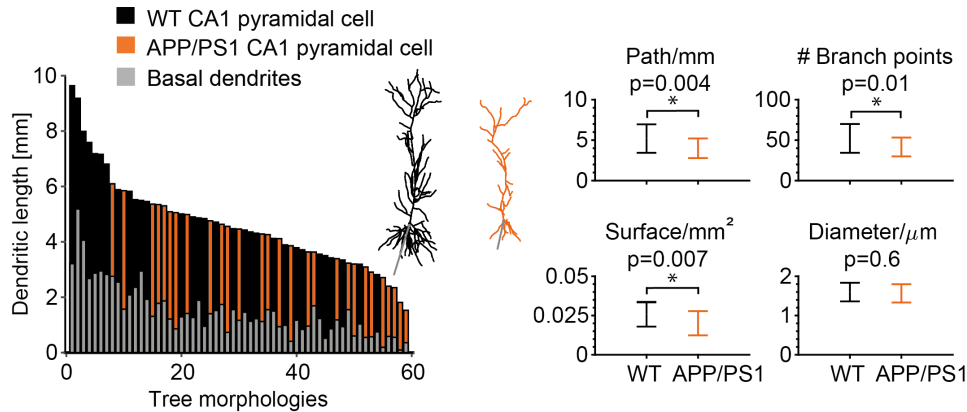 WT CA1 pyramidal cell
APP/PS1 CA1 pyramidal cell
Basal dendrites
Dendritic length [mm]
10
8
6
4
2
0
0
20
40
60
Tree morphologies
Path/mm
p=0.004
*
10
5
0
# Branch points
p=0.01
*
100
50
0
Surface/mm²
p=0.007
*
0.05
0.025
0
WT APP/PS1
Diameter/μm
p=0.6
2
1
0
WT APP/PS1